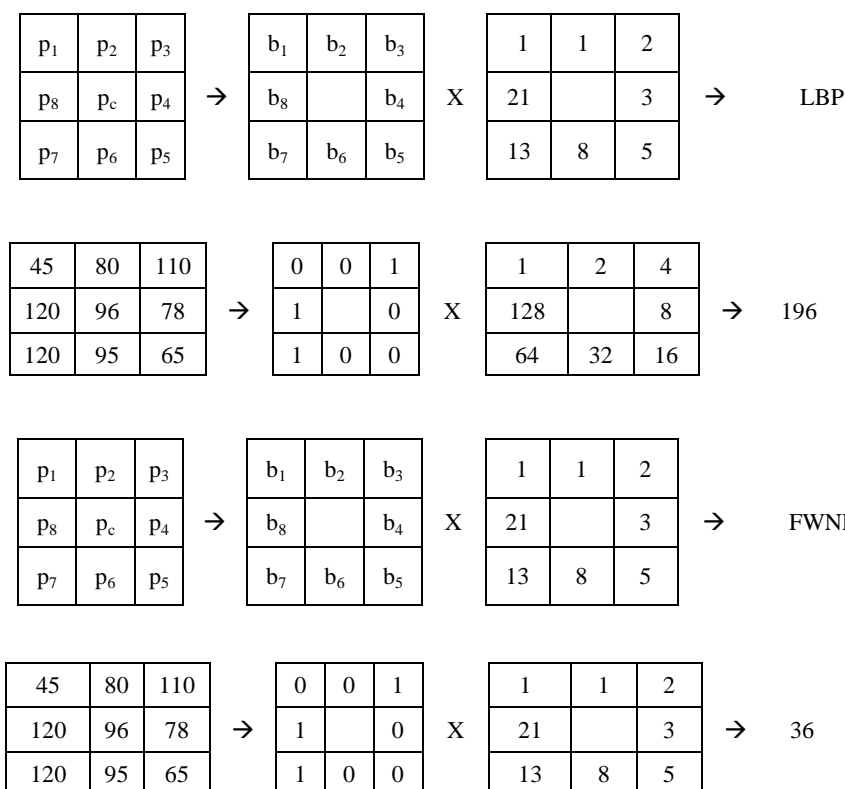 p₁ p₂ p₃ b₁ b₂ b₃ 1 1 2
p₈ p꜀ p₄ → b₈ b₄ X 21 3 → LBP
p₇ p₆ p₅ b₇ b₆ b₅ 13 8 5
45 80 110 0 0 1 1 2 4
120 96 78 → 1 0 X 128 8 → 196
120 95 65 1 0 0 64 32 16
p₁ p₂ p₃ b₁ b₂ b₃ 1 1 2
p₈ p꜀ p₄ → b₈ b₄ X 21 3 →
p₇ p₆ p₅ b₇ b₆ b₅ 13 8 5
45 80 110 0 0 1 1 1 2
120 96 78 → 1 0 X 21 3 → 36
120 95 65 1 0 0 13 8 5